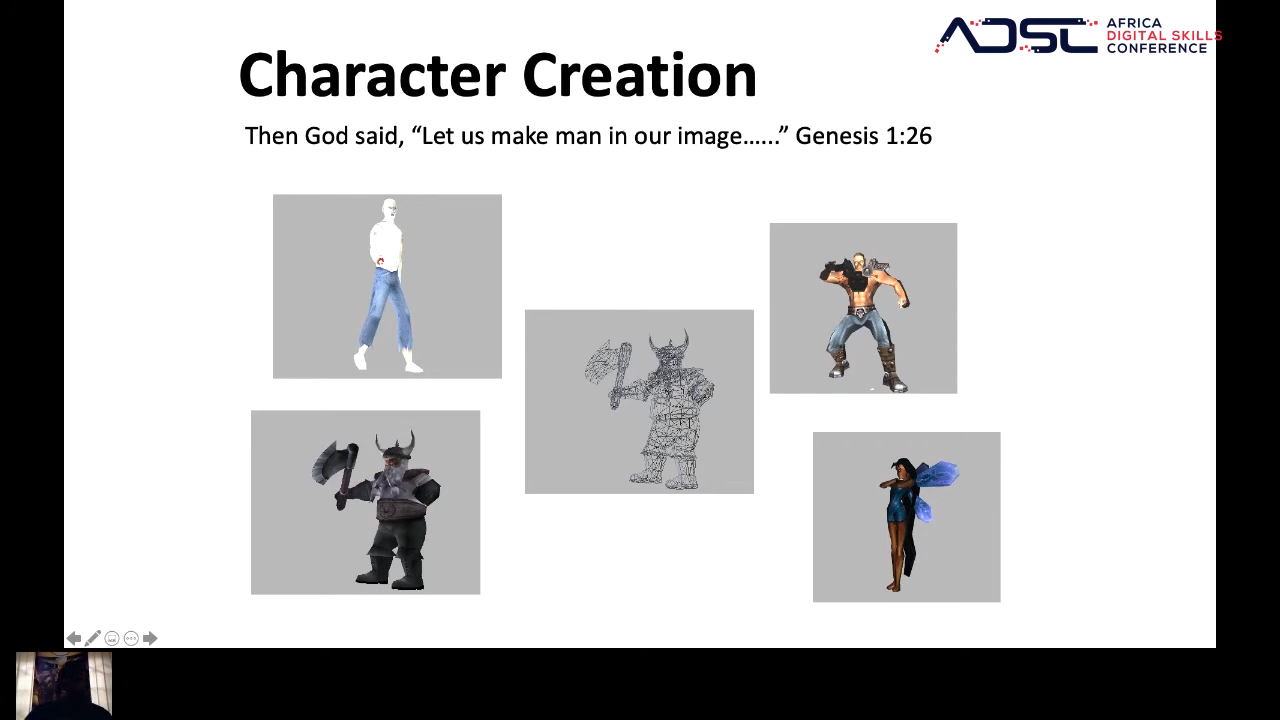 AFRICA
DIGITAL SKILLS
CONFERENCE
Character Creation
Then God said, “Let us make man in our image……” Genesis 1:26